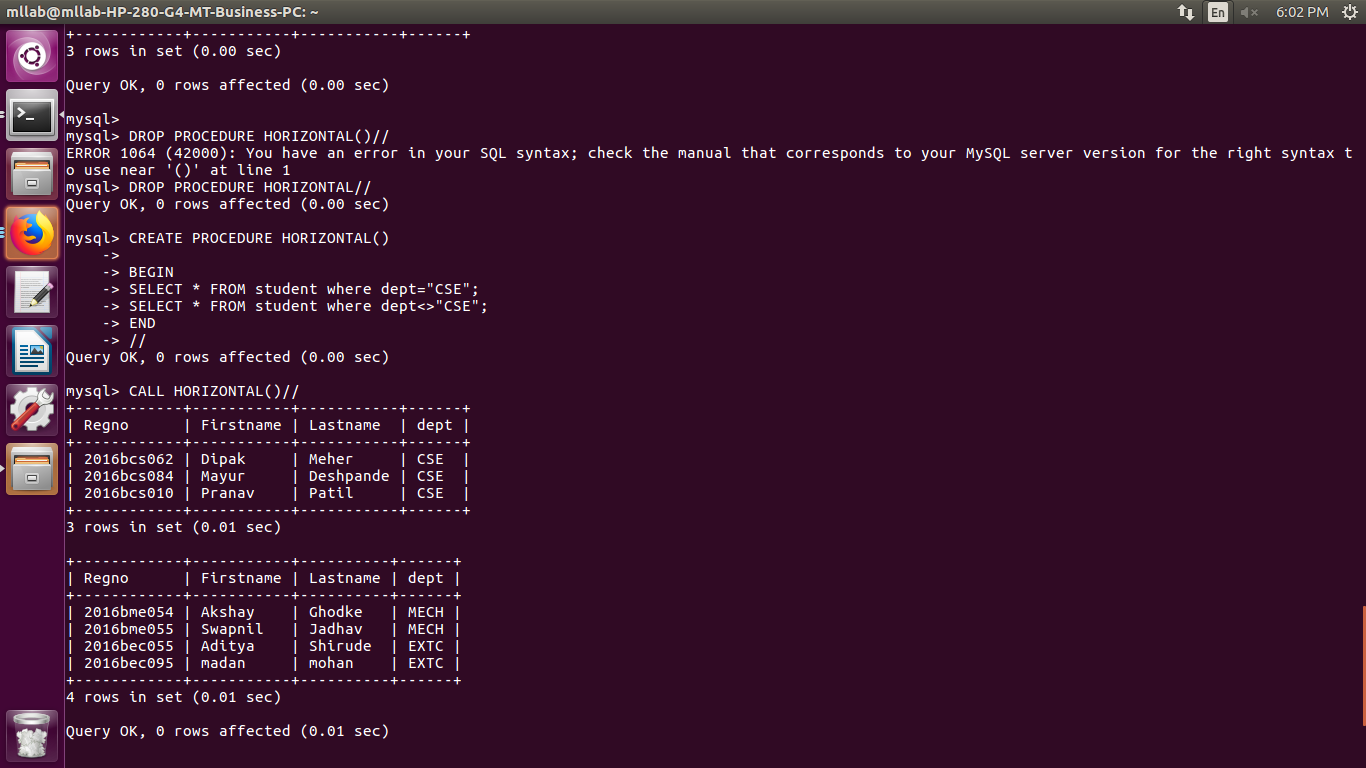 mllab@mllab-HP-280-G4-MT-Business-PC: ~
En
6:02 PM
+------------+-----------+-----------+------+
3 rows in set (0.00 sec)
Query OK, 0 rows affected (0.00 sec)
mysql>
mysql> DROP PROCEDURE HORIZONTAL()//
ERROR 1064 (42000): You have an error in your SQL syntax; check the manual that corresponds to your MySQL server version for the right syntax t
o use near '()' at line 1
mysql> DROP PROCEDURE HORIZONTAL//
Query OK, 0 rows affected (0.00 sec)
mysql> CREATE PROCEDURE HORIZONTAL()
    ->
    -> BEGIN
    -> SELECT * FROM student where dept="CSE";
    -> SELECT * FROM student where dept<>"CSE";
    -> END
    -> //
Query OK, 0 rows affected (0.00 sec)
mysql> CALL HORIZONTAL()//
+------------+-----------+-----------+------+
| Regno      | Firstname | Lastname  | dept |
+------------+-----------+-----------+------+
| 2016bcs062 | Dipak     | Meher     | CSE  |
| 2016bcs084 | Mayur     | Deshpande | CSE  |
| 2016bcs010 | Pranav    | Patil     | CSE  |
+------------+-----------+-----------+------+
3 rows in set (0.01 sec)
+------------+-----------+----------+------+
| Regno      | Firstname | Lastname | dept |
+------------+-----------+----------+------+
| 2016bme054 | Akshay    | Ghodke   | MECH |
| 2016bme055 | Swapnil   | Jadhav   | MECH |
| 2016bec055 | Aditya    | Shirude  | EXTC |
| 2016bec095 | madan     | mohan    | EXTC |
+------------+-----------+----------+------+
4 rows in set (0.01 sec)
Query OK, 0 rows affected (0.01 sec)